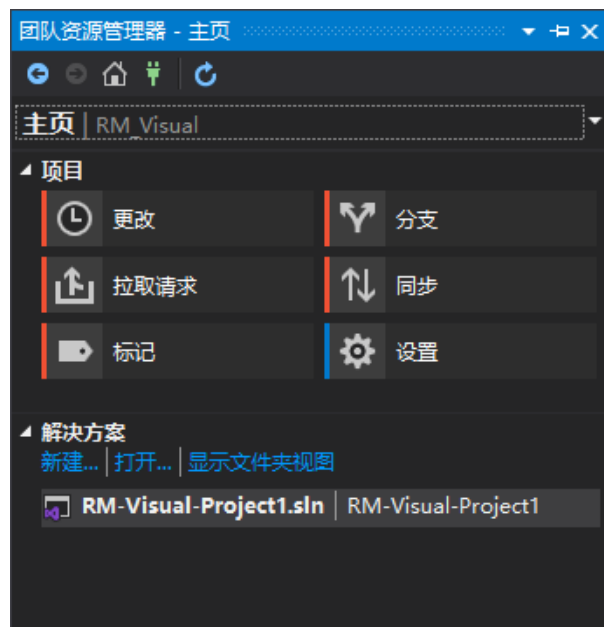 团队资源管理器 - 主页
主页 | RM_Visual
项目
更改 分支
拉取请求 同步
标记 设置
解决方案
新建... | 打开... | 显示文件夹视图
RM-Visual-Project1.sln | RM-Visual-Project1